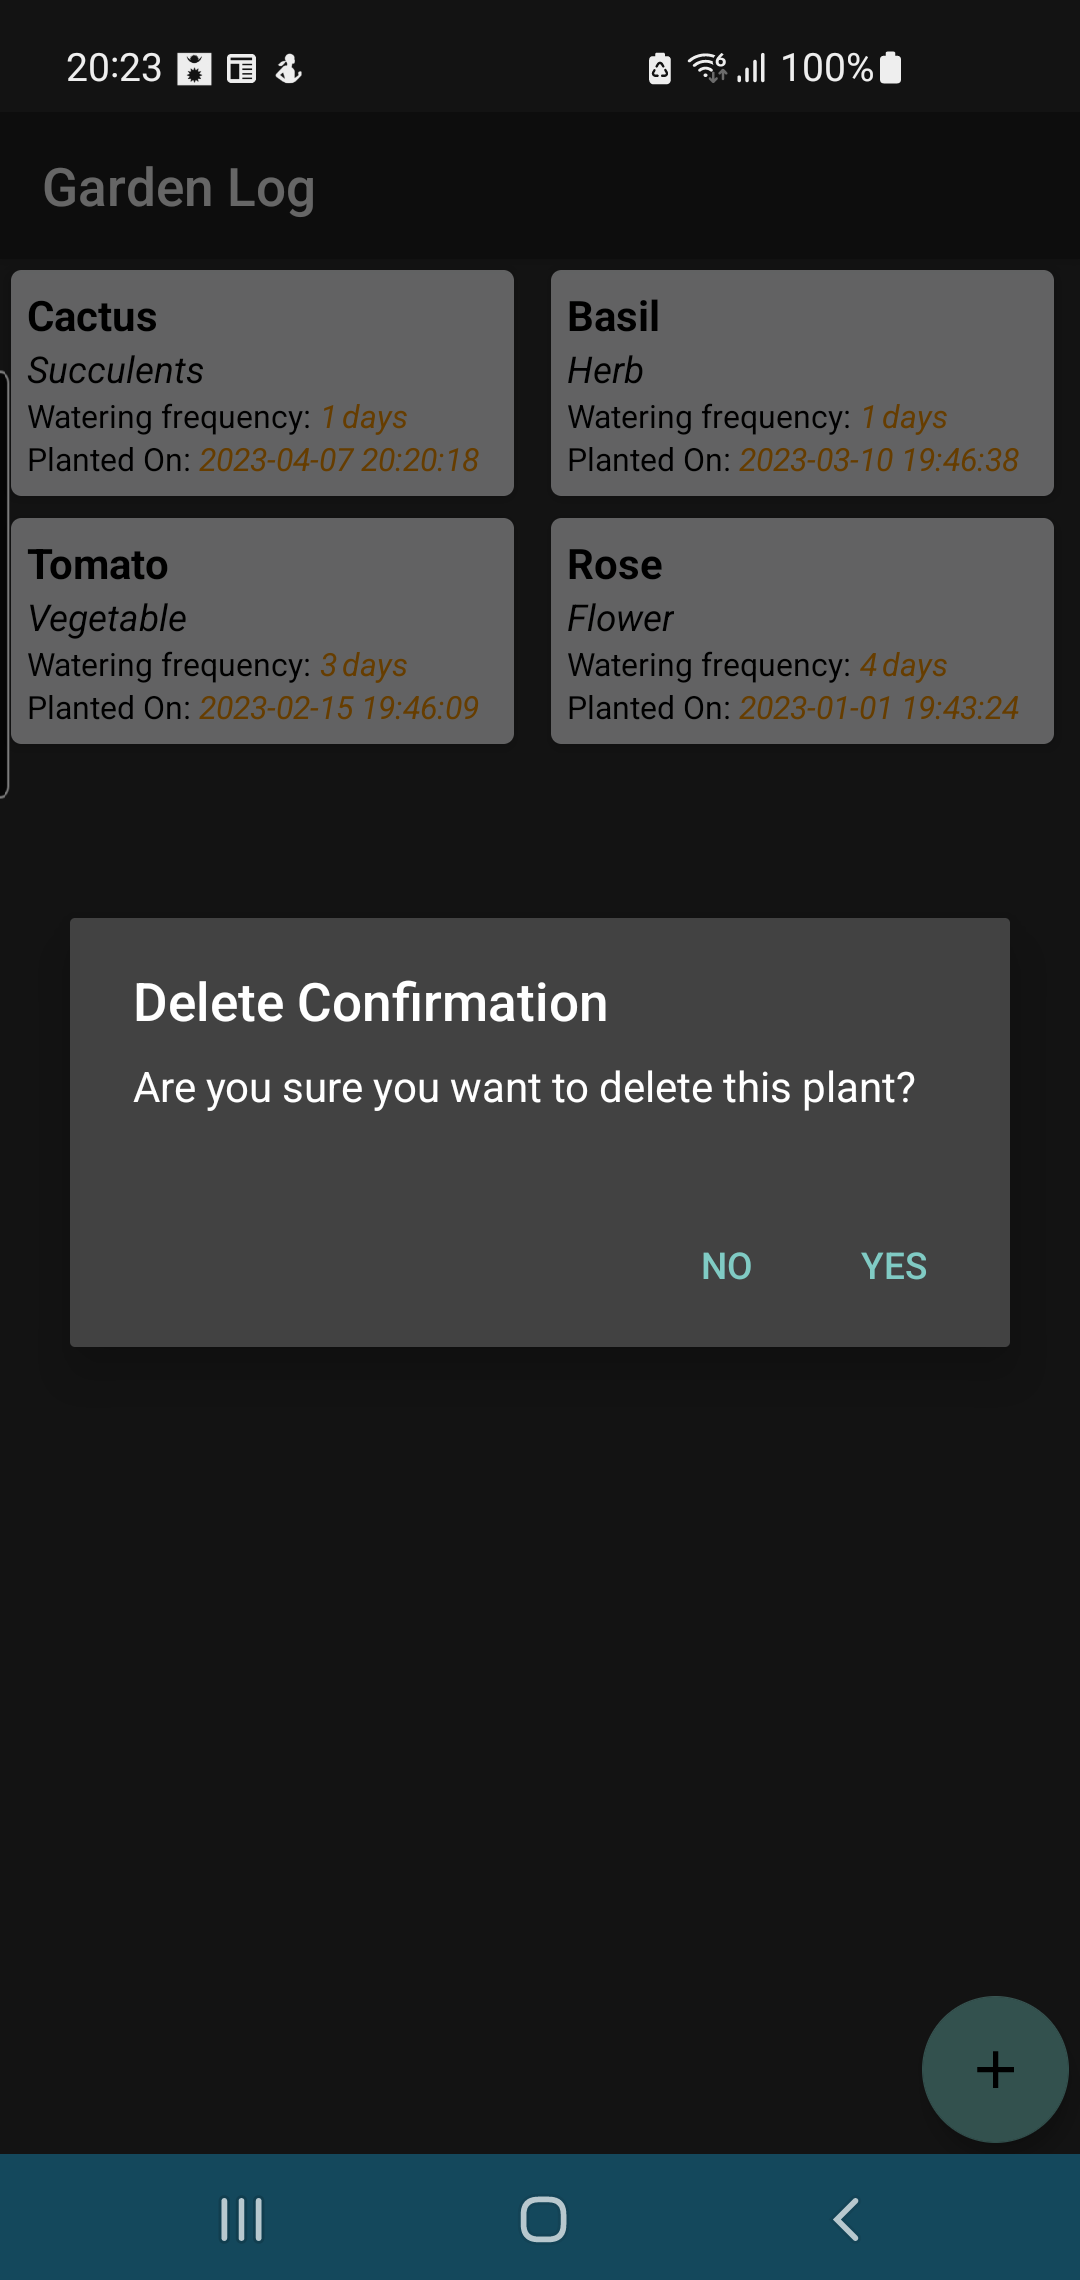 20:23
100%
Garden Log
Cactus
Succulents
Watering frequency: 1 days
Planted On: 2023-04-07 20:20:18
Basil
Herb
Watering frequency: 1 days
Planted On: 2023-03-10 19:46:38
Tomato
Vegetable
Watering frequency: 3 days
Planted On: 2023-02-15 19:46:09
Rose
Flower
Watering frequency: 4 days
Planted On: 2023-01-01 19:43:24
Delete Confirmation
Are you sure you want to delete this plant?
NO
YES